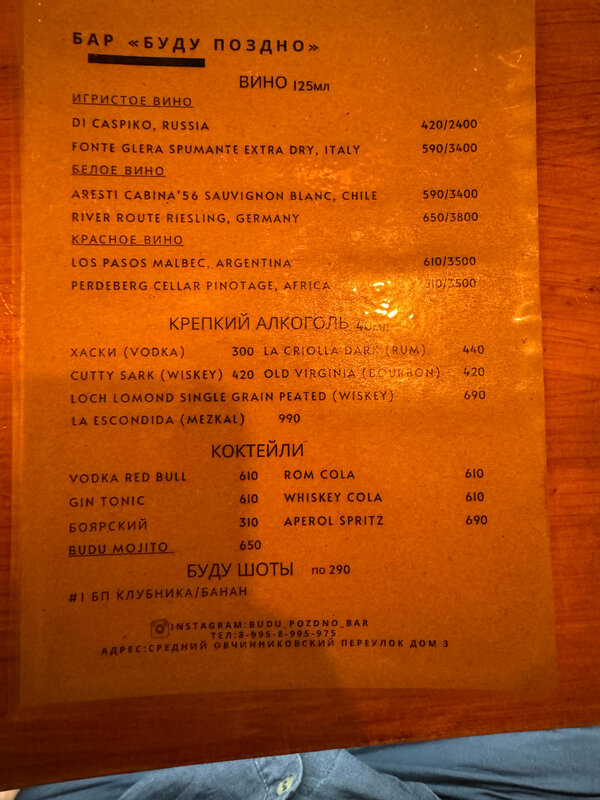 БАР «БУДУ ПОЗДНО»
ВИНО 125мл
ИГРИСТОЕ ВИНО
DI CASPIKO, RUSSIA 420/2400
FONTE GLERA SPUMANTE EXTRA DRY, ITALY 590/3400
БЕЛОЕ ВИНО
ARESTI CABINA'56 SAUVIGNON BLANC, CHILE 590/3400
RIVER ROUTE RIESLING, GERMANY 650/3800
КРАСНОЕ ВИНО
LOS PASOS MALBEC, ARGENTINA 610/3500
PERDEBERG CELLAR PINOTAGE, AFRICA
КРЕПКИЙ АЛКОГОЛЬ 40мл
ХАСКИ (VODKA) 300 LA CRIOLLA DARK (RUM) 440
CUTTY SARK (WISKEY) 420 OLD VIRGINIA (BOURBON) 420
LOCH LOMOND SINGLE GRAIN PEATED (WISKEY) 690
LA ESCONDIDA (MEZKAL) 990
КОКТЕЙЛИ
VODKA RED BULL 610 ROM COLA 610
GIN TONIC 610 WHISKEY COLA 610
БОЯРСКИЙ 310 APEROL SPRITZ 690
BUDU MOJITO 650
БУДУ ШОТЫ по 290
#1 БП КЛУБНИКА/БАНАН
INSTAGRAM:BUDU_POZDNO_BAR
ТЕЛ:8-995-8-995-975
АДРЕС:СРЕДНИЙ ОВЧИННИКОВСКИЙ ПЕРЕУЛОК ДОМ 3